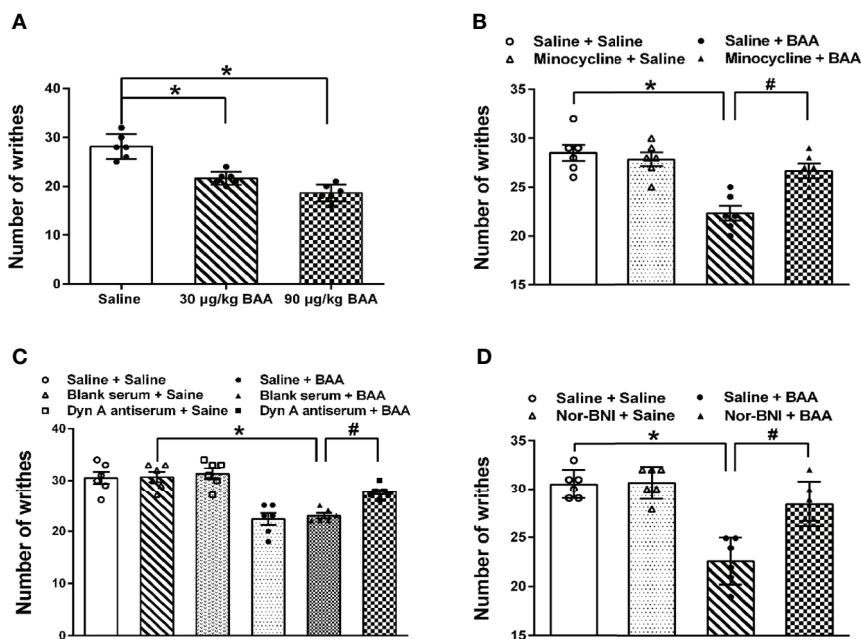 A
Number of writhes
40
30
20
10
0
*
*
Saline
30 µg/kg BAA
90 µg/kg BAA
B
Saline + Saline
Saline + BAA
Minocycline + Saline
Minocycline + BAA
Number of writhes
35
30
25
20
15
*
#
C
Saline + Saline
Saline + BAA
Blank serum + Saine
Blank serum + BAA
Dyn A antiserum + Saine
Dyn A antiserum + BAA
Number of writhes
40
30
20
10
0
*
#
D
Saline + Saline
Saline + BAA
Nor-BNI + Saine
Nor-BNI + BAA
Number of writhes
35
30
25
20
15
*
#